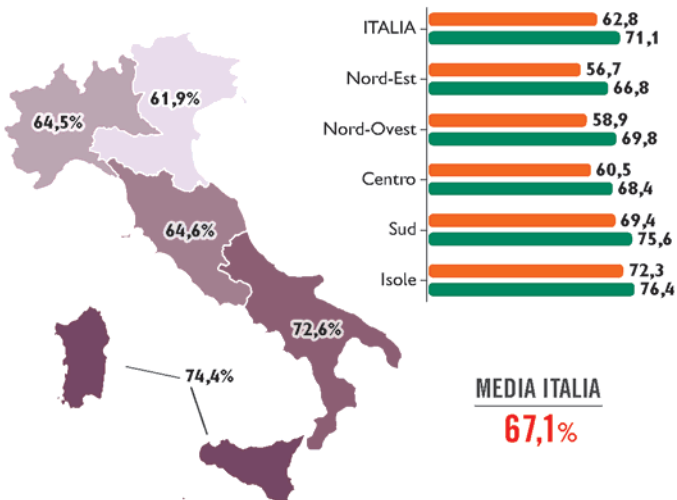 61,9%
64,5%
64,6%
72,6%
74,4%
ITALIA 62,8
71,1
Nord-Est 56,7
66,8
Nord-Ovest 58,9
69,8
Centro 60,5
68,4
Sud 69,4
75,6
Isole 72,3
76,4
MEDIA ITALIA
67,1%